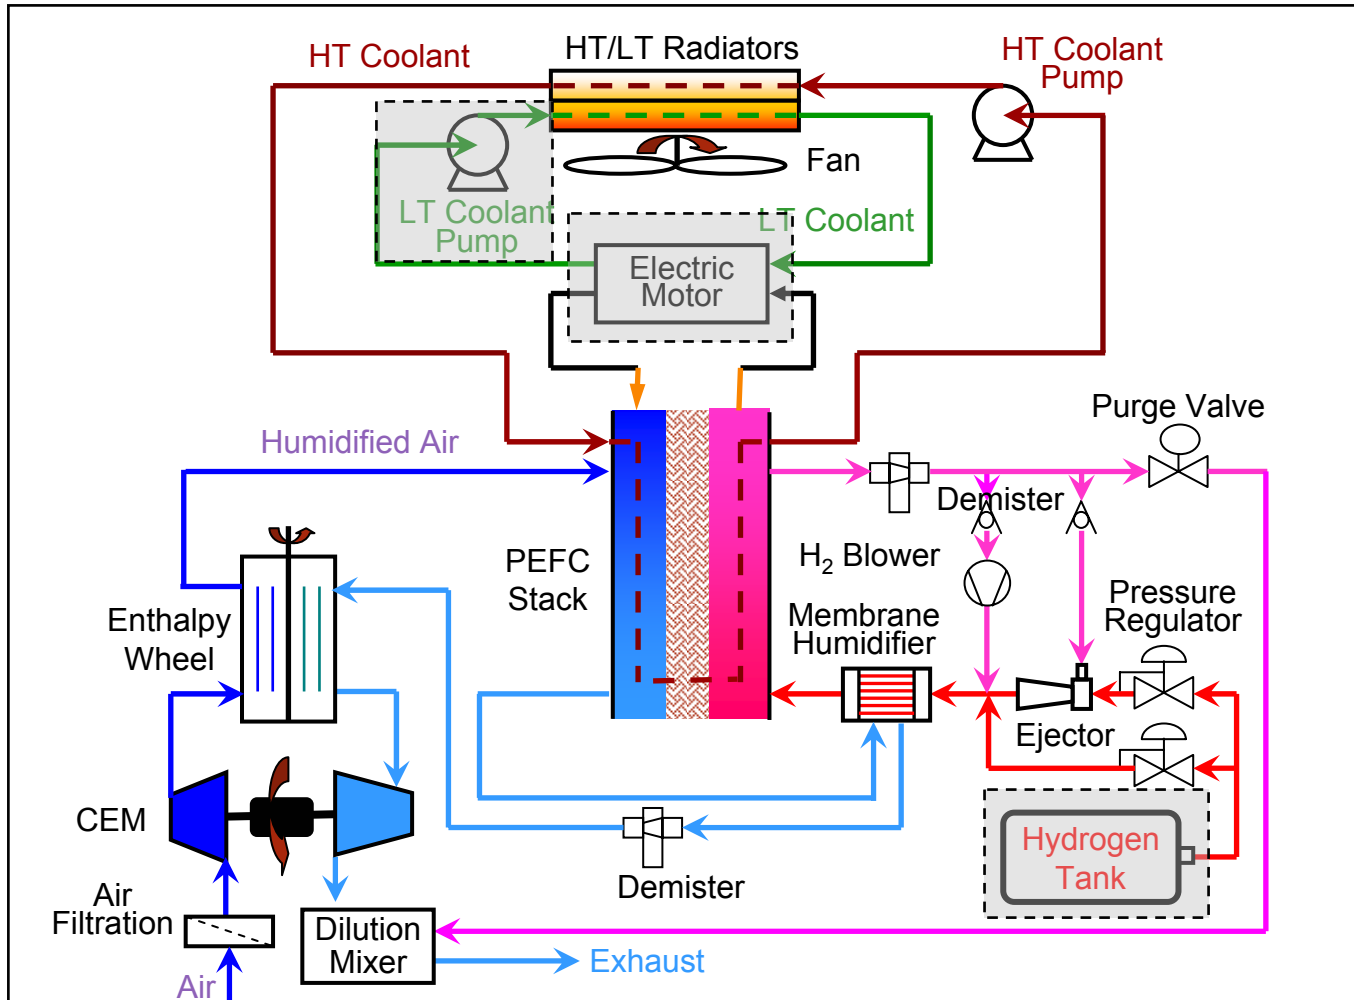 HT Coolant
HT/LT Radiators
HT Coolant
Pump
Fan
LT Coolant
Pump
LT Coolant
Electric
Motor
Purge Valve
Humidified Air
Demister
PEFC
Stack
H₂ Blower
Membrane
Humidifier
Pressure
Regulator
Enthalpy
Wheel
Ejector
CEM
Hydrogen
Tank
Demister
Air
Filtration
Dilution
Mixer
Exhaust
Air